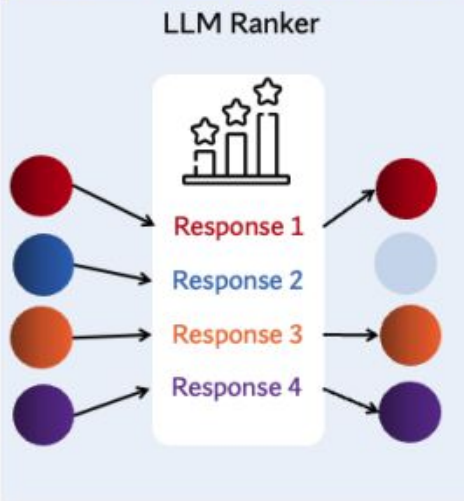 LLM Ranker
Response 1
Response 2
Response 3
Response 4